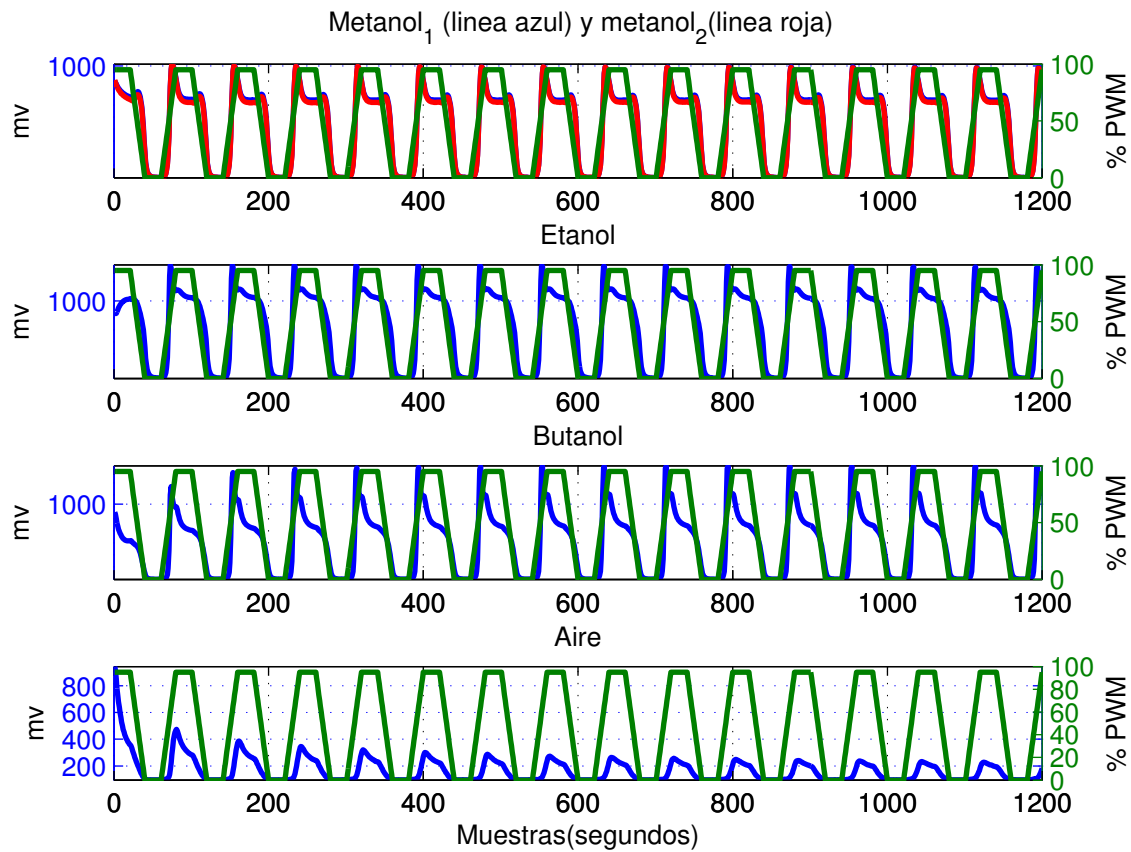 Metanol1 (linea azul) y metanol2(linea roja)
1000
mv
100
50
0
% PWM
0 200 400 600 800 1000 1200
Etanol
1000
mv
100
50
0
% PWM
0 200 400 600 800 1000 1200
Butanol
1000
mv
100
50
0
% PWM
0 200 400 600 800 1000 1200
Aire
800
600
400
200
mv
100
80
60
40
20
0
% PWM
0 200 400 600 800 1000 1200
Muestras(segundos)